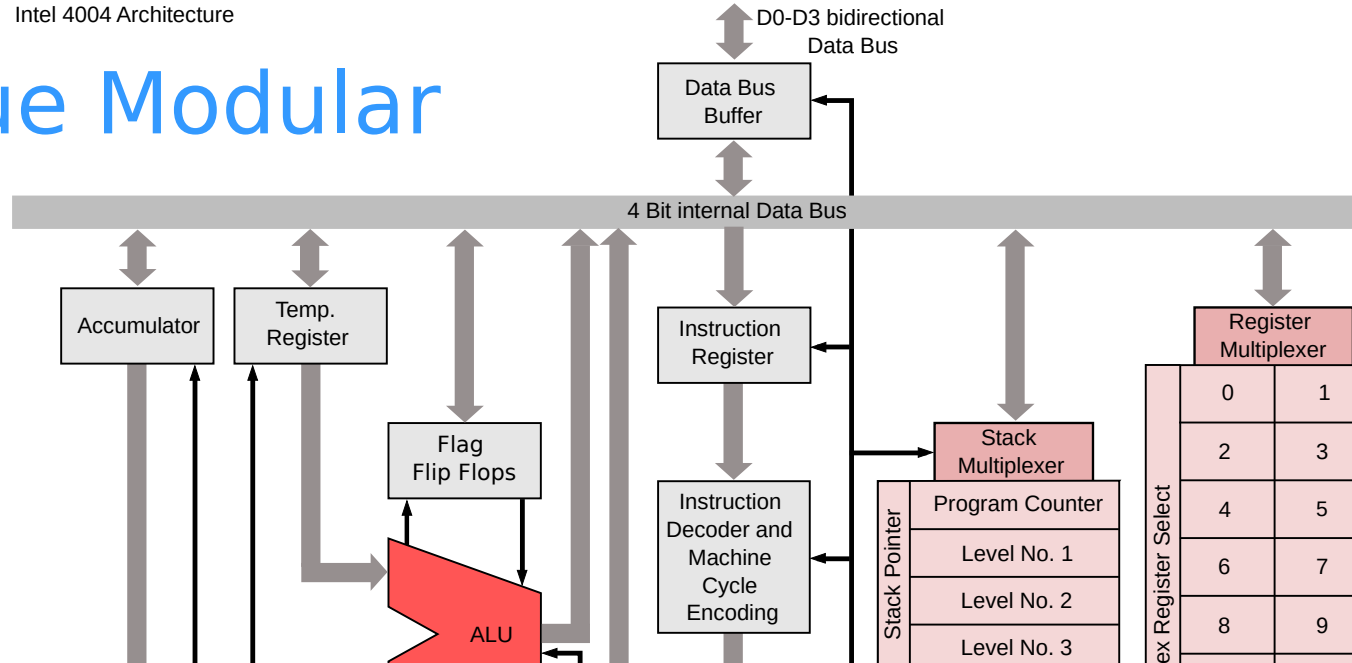 Intel 4004 Architecture
D0-D3 bidirectional
Data Bus
Modular
Data Bus
Buffer
4 Bit internal Data Bus
Accumulator
Temp.
Register
Instruction
Register
Register
Multiplexer
0
1
2
3
4
5
6
7
8
9
Register Select
Flag
Flip Flops
Stack
Multiplexer
Stack Pointer
Program Counter
Level No. 1
Level No. 2
Level No. 3
Instruction
Decoder and
Machine
Cycle
Encoding
ALU